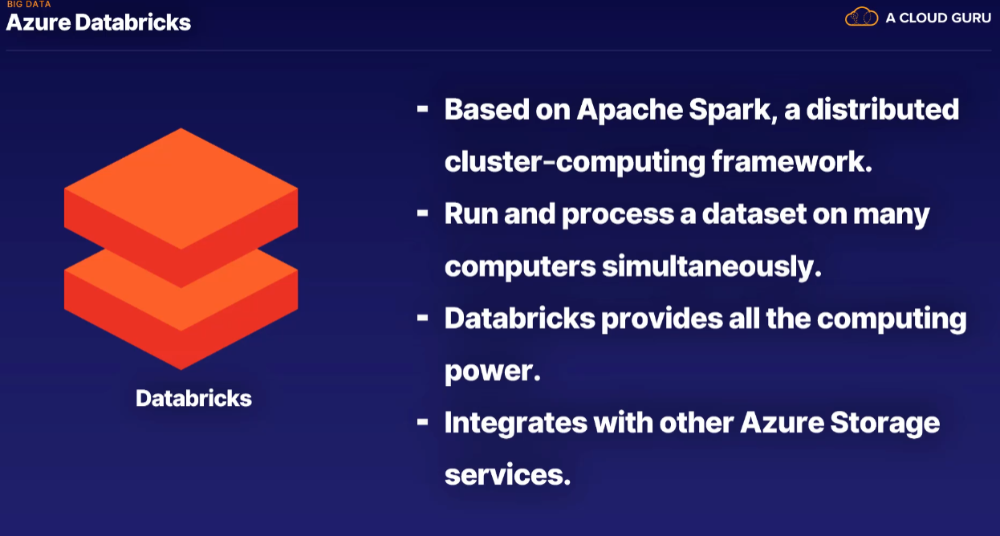 BIG DATA
Azure Databricks
A CLOUD GURU
- Based on Apache Spark, a distributed
cluster-computing framework.
- Run and process a dataset on many
computers simultaneously.
- Databricks provides all the computing
power.
- Integrates with other Azure Storage
services.
Databricks